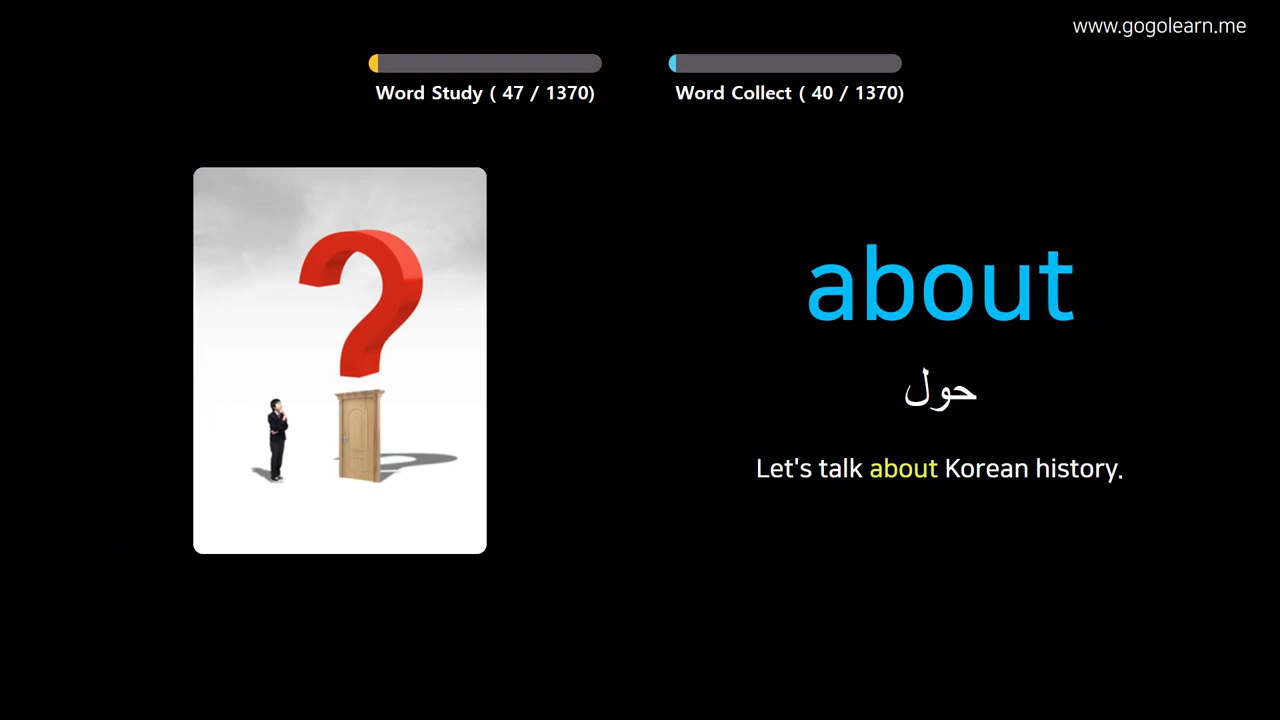 www.gogolearn.me
Word Study ( 47 / 1370)
Word Collect ( 40 / 1370)
about
حول
Let's talk about Korean history.